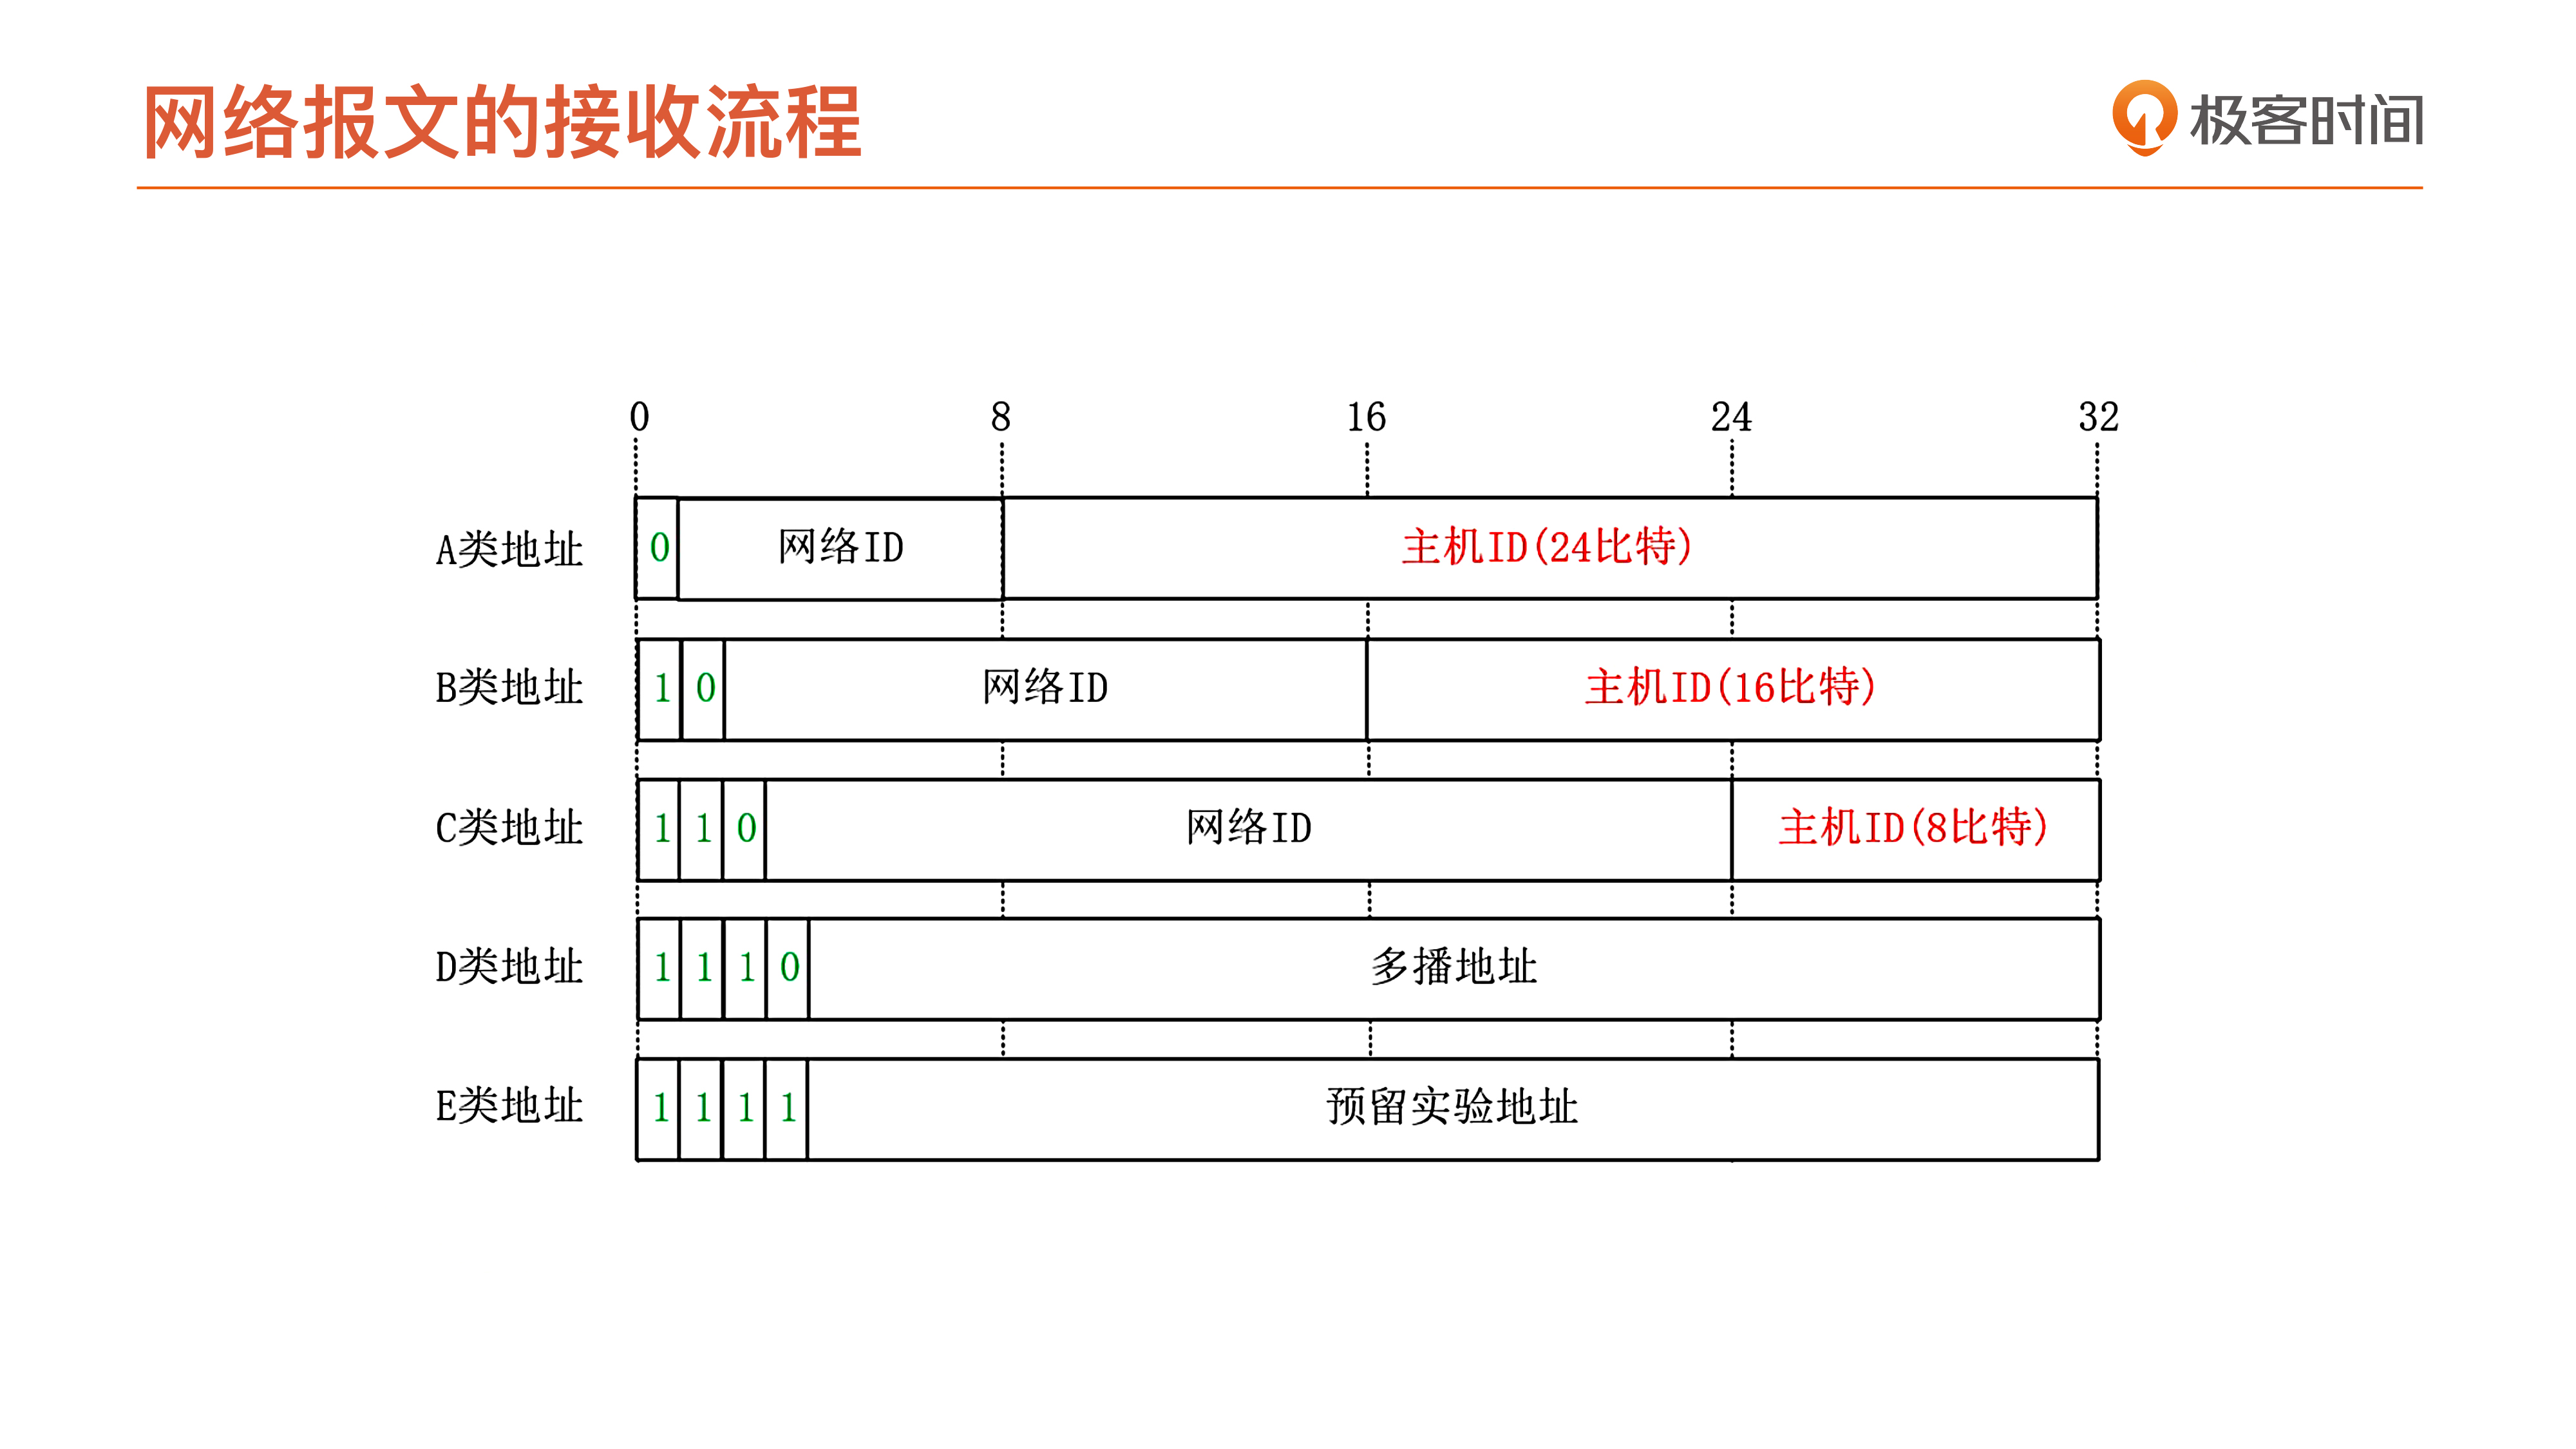 网络报文的接收流程
极客时间
0 8 16 24 32
A类地址 0 网络ID 主机ID(24比特)
B类地址 1 0 网络ID 主机ID(16比特)
C类地址 1 1 0 网络ID 主机ID(8比特)
D类地址 1 1 1 0 多播地址
E类地址 1 1 1 1 预留实验地址